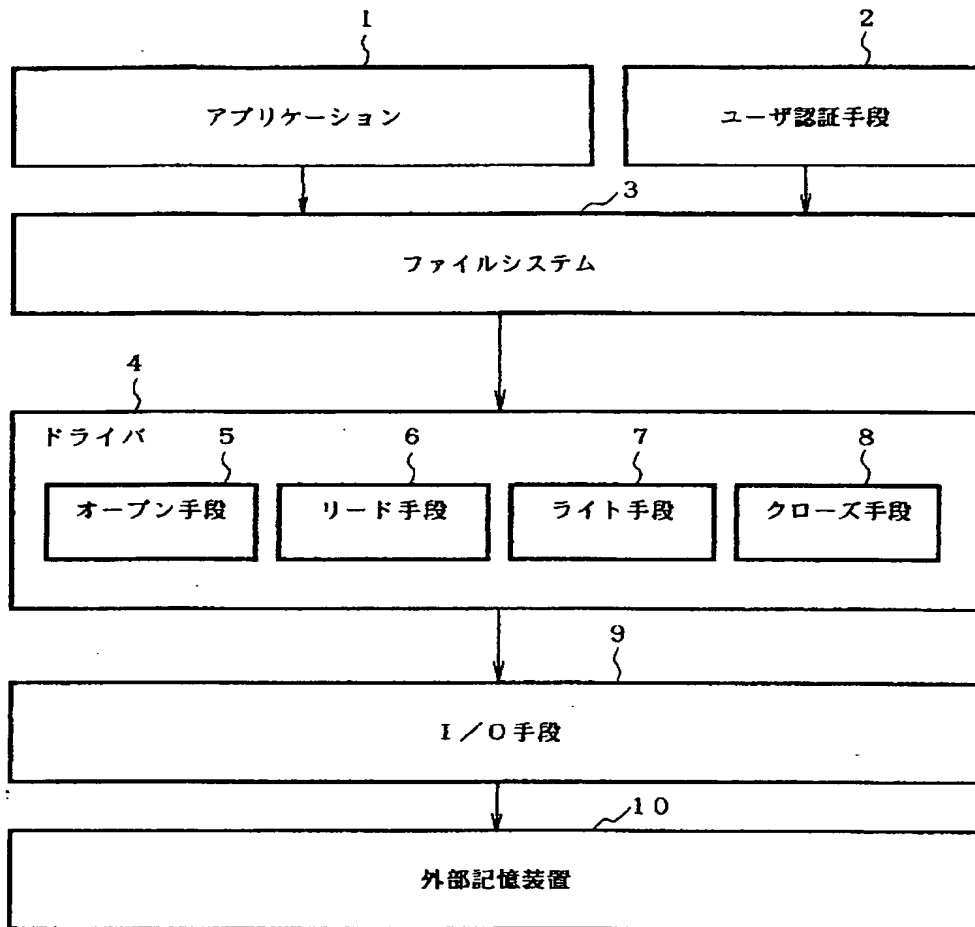 1
2
アプリケーション
ユーザ認証手段
3
ファイルシステム
4
ドライバ
5
6
7
8
オープン手段
リード手段
ライト手段
クローズ手段
9
I/O手段
10
外部記憶装置